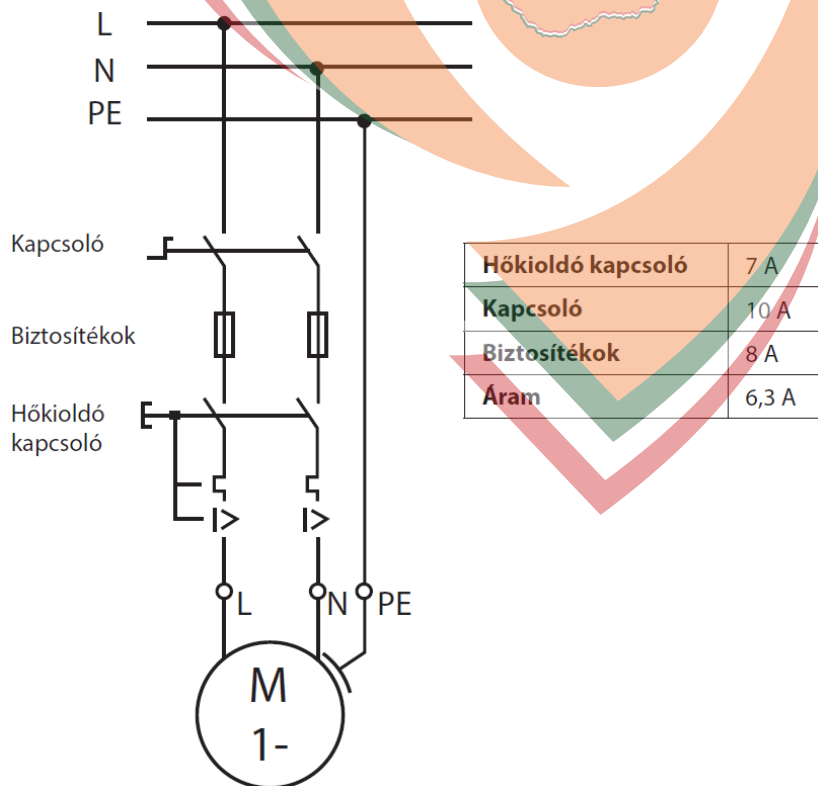 L
N
PE
Kapcsoló
Biztosítékok
Hőkioldó
kapcsoló
L
N
PE
M
1-
Hőkioldó kapcsoló 7 A
Kapcsoló 10 A
Biztosítékok 8 A
Áram 6,3 A